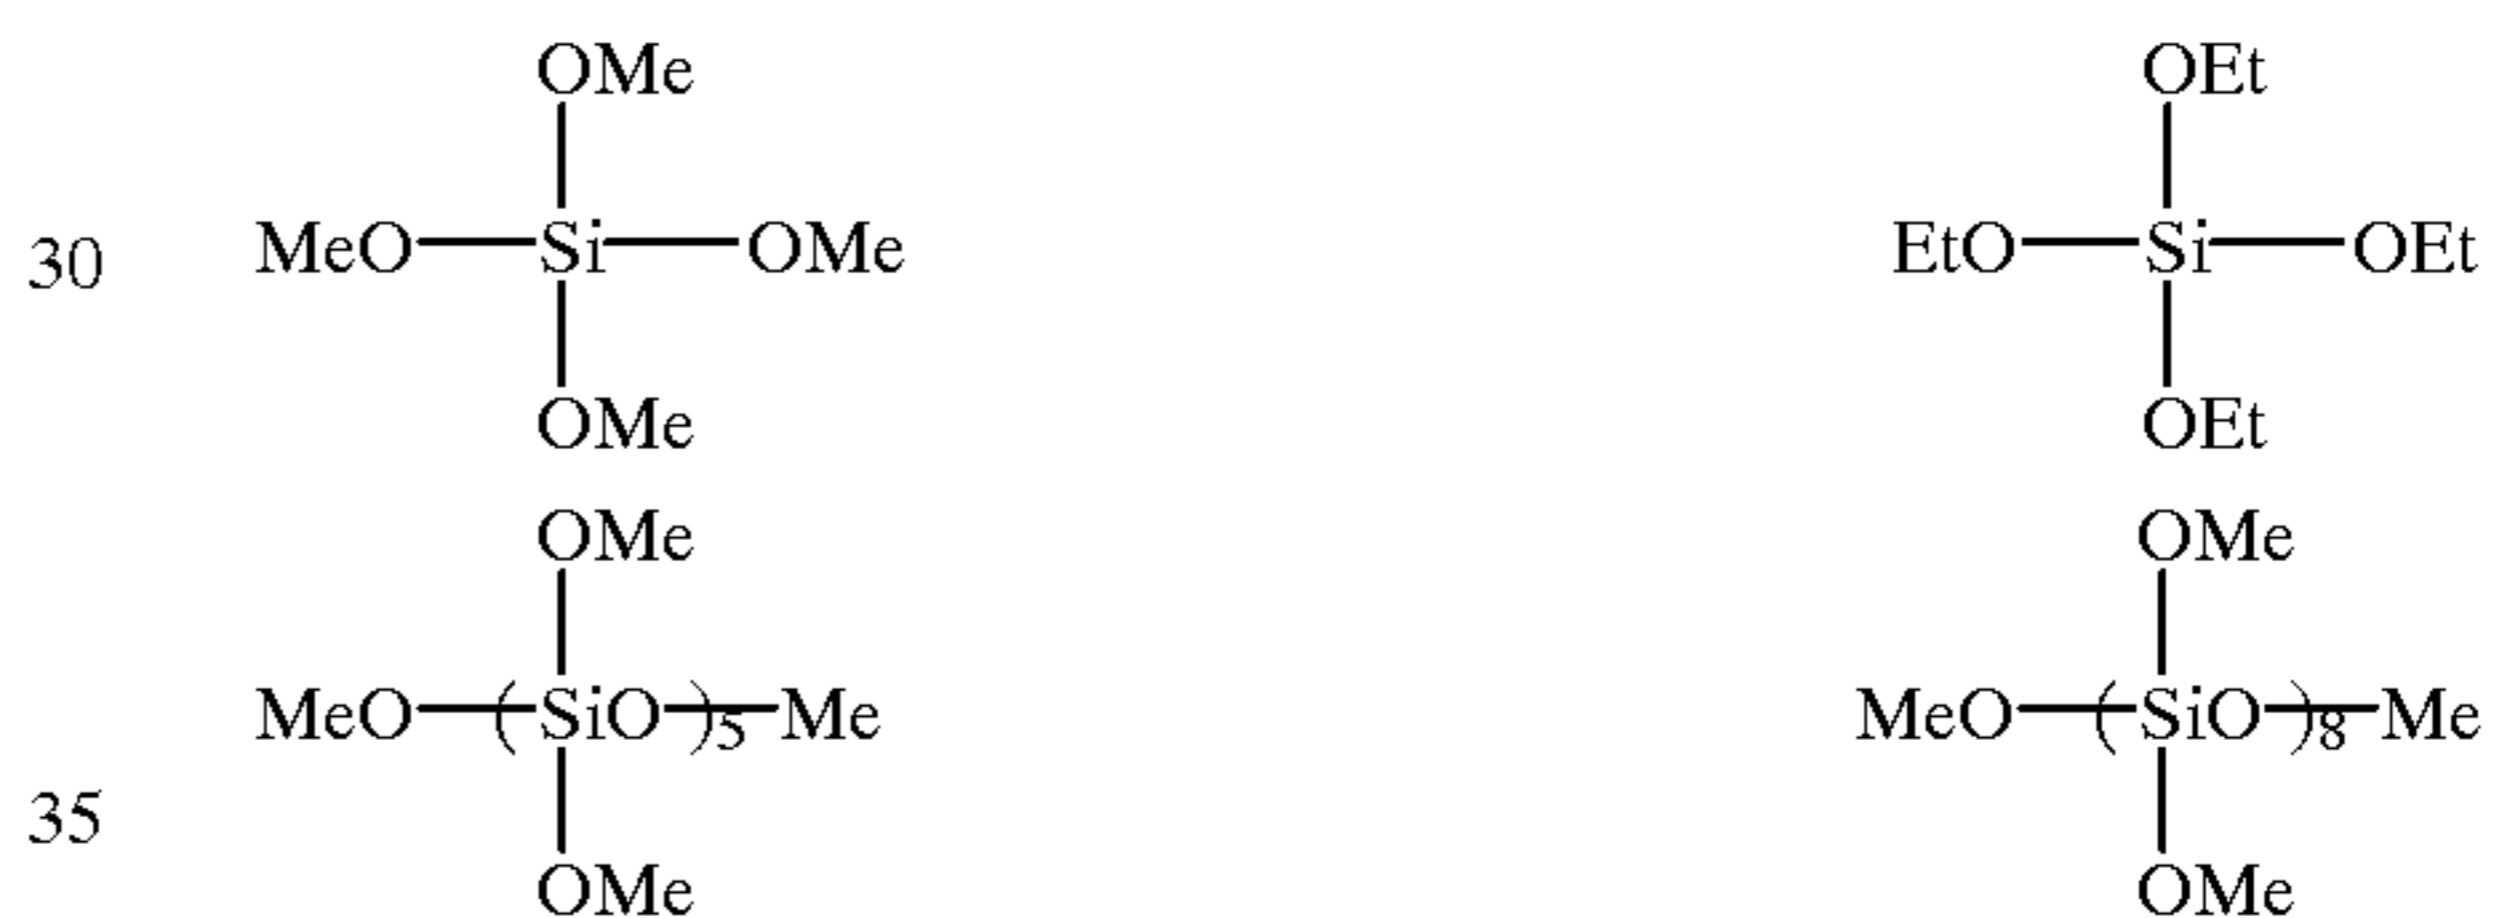 OMe OEt
30 MeO Si OMe EtO Si OEt
OMe OEt
OMe OMe
MeO ( SiO )5 Me MeO ( SiO )8 Me
35
OMe OMe